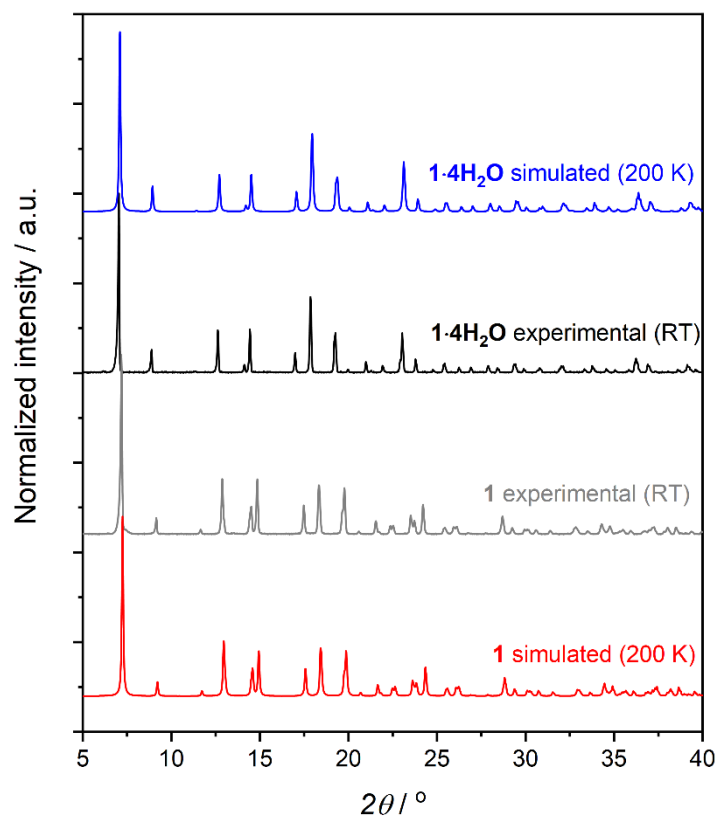 Normalized intensity / a.u.
1·4H₂O simulated (200 K)
1·4H₂O experimental (RT)
1 experimental (RT)
1 simulated (200 K)
5 10 15 20 25 30 35 40
2θ / °